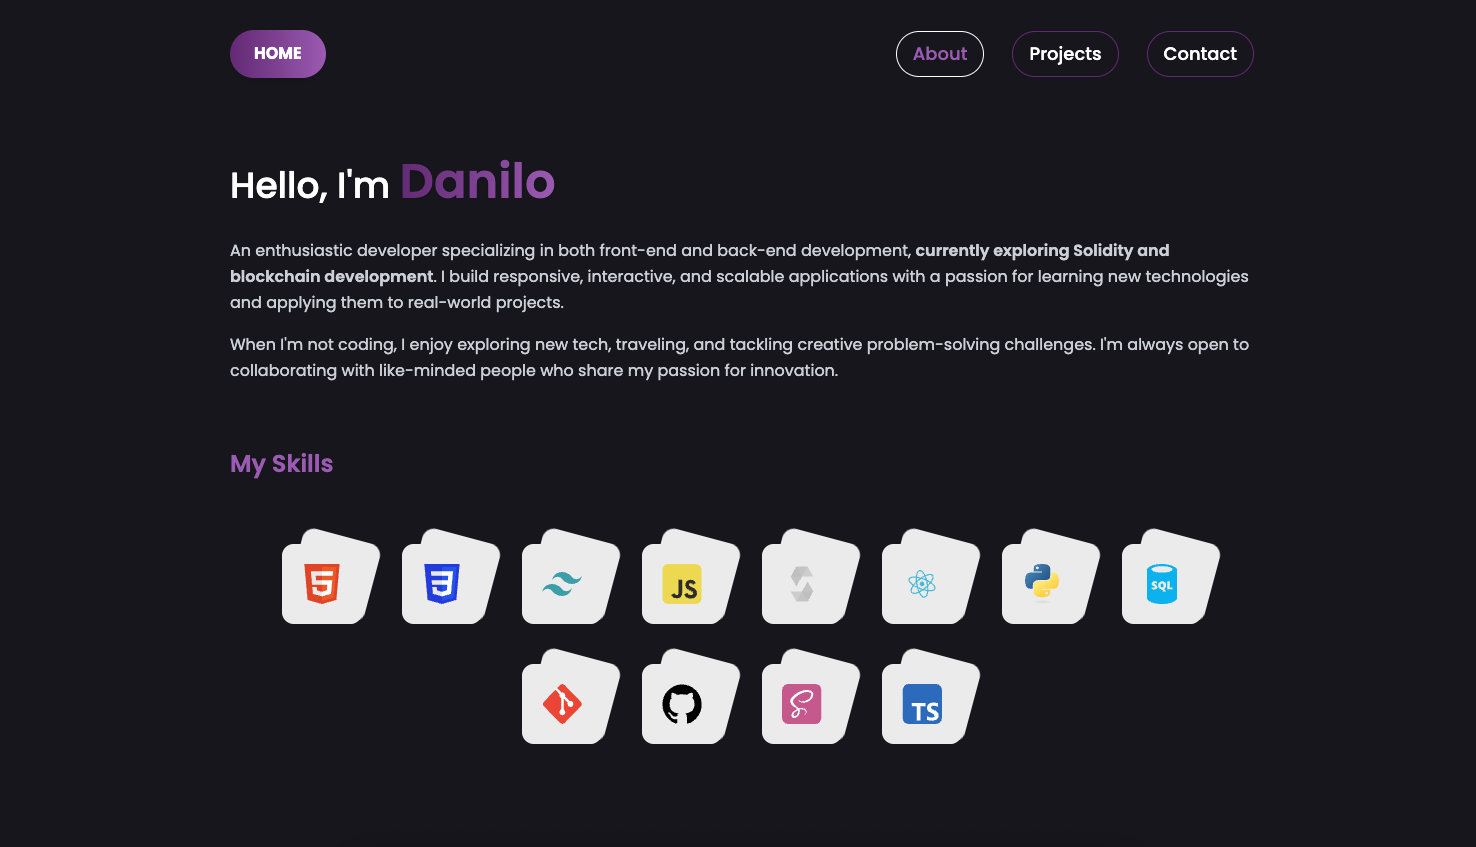 HOME
About
Projects
Contact
Hello, I'm Danilo
An enthusiastic developer specializing in both front-end and back-end development, currently exploring Solidity and
blockchain development. I build responsive, interactive, and scalable applications with a passion for learning new technologies
and applying them to real-world projects.
When I'm not coding, I enjoy exploring new tech, traveling, and tackling creative problem-solving challenges. I'm always open to
collaborating with like-minded people who share my passion for innovation.
My Skills
5
3
JS
SQL
S
TS